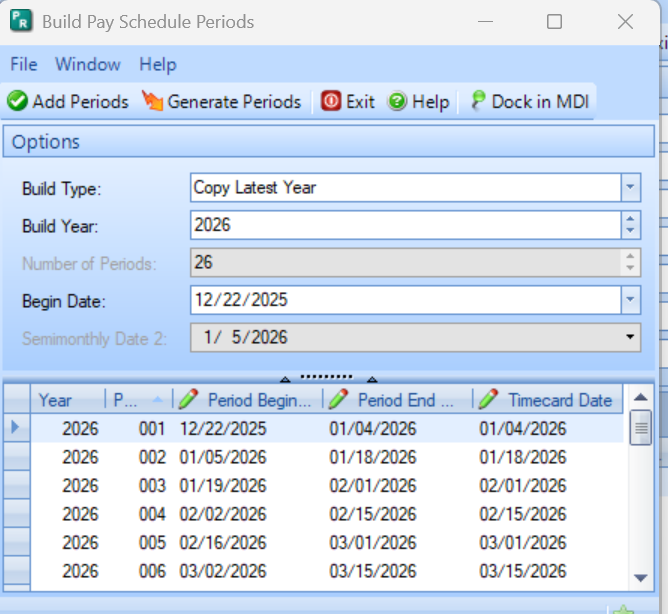 PR Build Pay Schedule Periods
File Window Help
Add Periods Generate Periods Exit Help Dock in MDI
Options
Build Type: Copy Latest Year
Build Year: 2026
Number of Periods: 26
Begin Date: 12/22/2025
Semimonthly Date 2: 1/ 5/2026
Year P... Period Begin... Period End ... Timecard Date
2026 001 12/22/2025 01/04/2026 01/04/2026
2026 002 01/05/2026 01/18/2026 01/18/2026
2026 003 01/19/2026 02/01/2026 02/01/2026
2026 004 02/02/2026 02/15/2026 02/15/2026
2026 005 02/16/2026 03/01/2026 03/01/2026
2026 006 03/02/2026 03/15/2026 03/15/2026